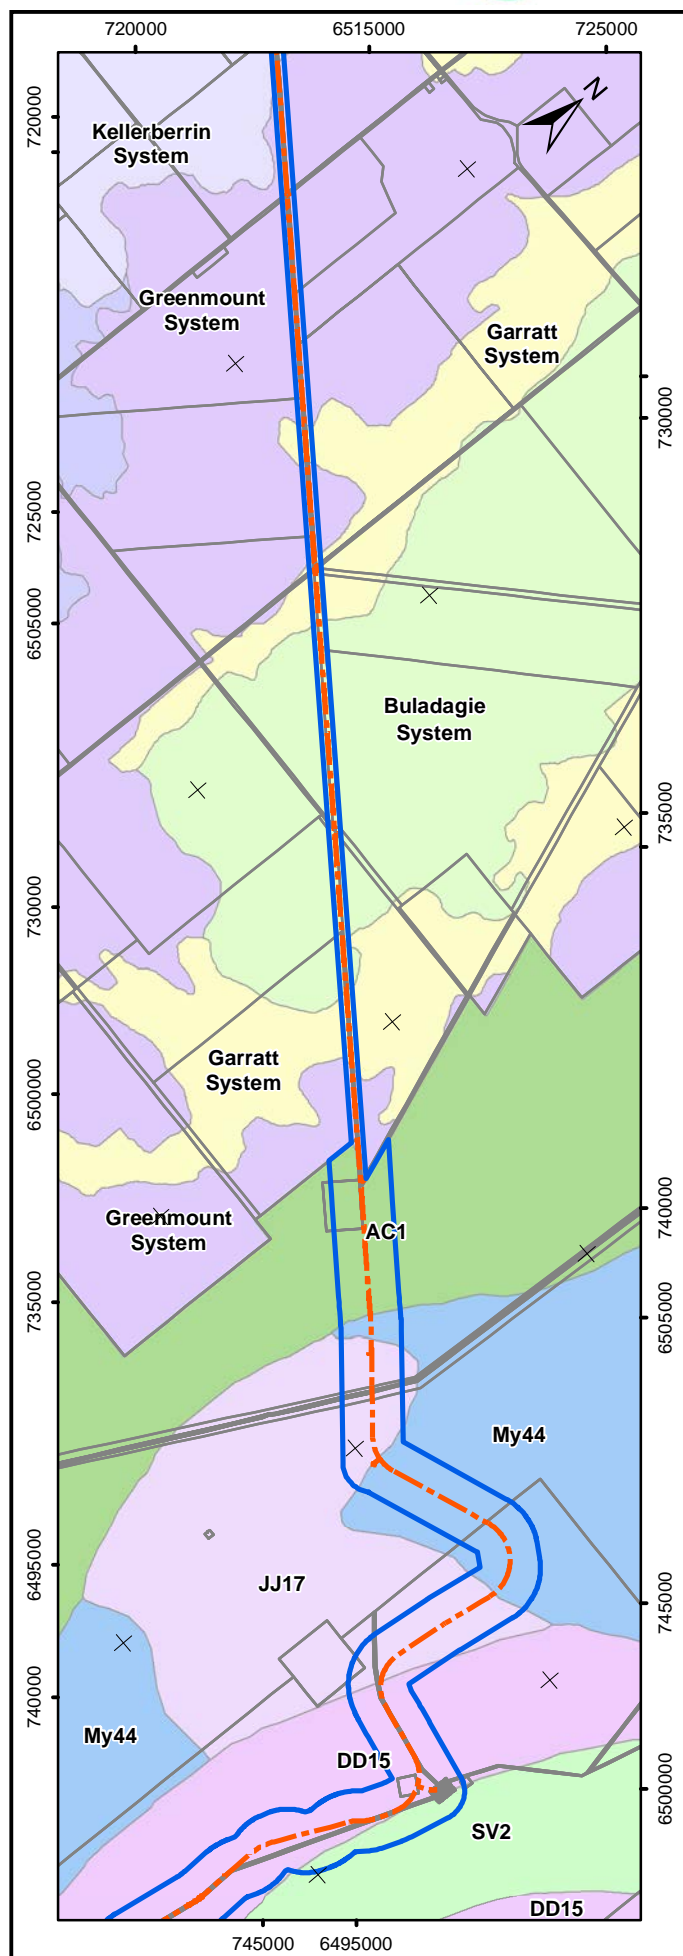 720000 6515000 725000
N
720000
Kellerberrin
System
Greenmount
System
Garratt
System
730000
725000
6505000
Buladagie
System
735000
730000
Garratt
System
6500000
Greenmount
System
AC1
740000
735000
6505000
My44
6495000
JJ17
745000
740000
My44
DD15
6500000
SV2
DD15
745000 6495000